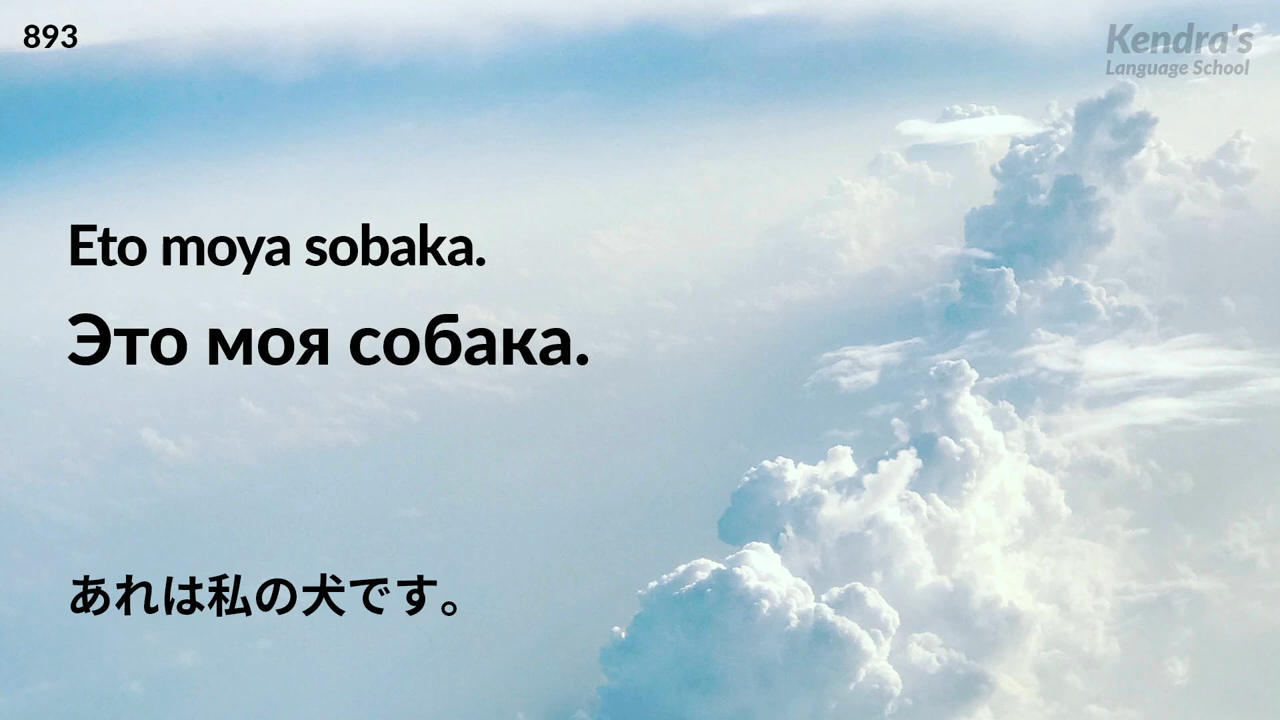 893
Kendra's
Language School
Eto moya sobaka.
Это моя собака.
あれは私の犬です。